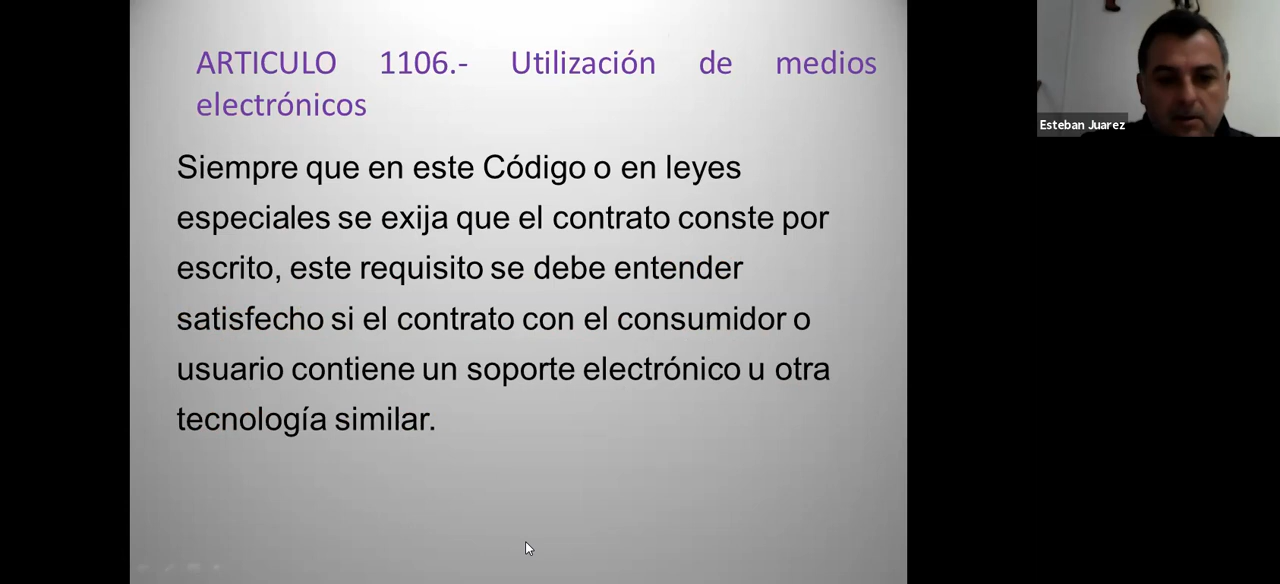 ARTICULO 1106.- Utilización de medios
electrónicos
Siempre que en este Código o en leyes
especiales se exija que el contrato conste por
escrito, este requisito se debe entender
satisfecho si el contrato con el consumidor o
usuario contiene un soporte electrónico u otra
tecnología similar.
Esteban Juarez